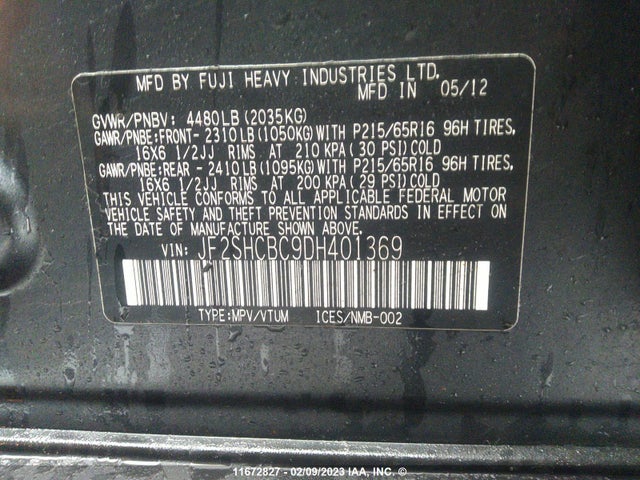 MFD BY FUJI HEAVY INDUSTRIES LTD.
MFD IN 05/12
GVWR/PNBV: 4480LB(2035KG)
GAWR/PNBE:FRONT- 2310LB(1050KG)WITH P215/65R16 96H TIRES,
16X6 1/2JJ RIMS AT 210 KPA(30 PSI)COLD
GAWR/PNBE:REAR - 2410LB(1095KG)WITH P215/65R16 96H TIRES,
16X6 1/2JJ RIMS AT 200 KPA(29 PSI)COLD
THIS VEHICLE CONFORMS TO ALL APPLICABLE FEDERAL MOTOR
VEHICLE SAFETY AND THEFT PREVENTION STANDARDS IN EFFECT ON
THE DATE OF MANUFACTURE SHOWN ABOVE.
VIN: JF2SHCBC9DH401369
TYPE:MPV/VTUM ICES/NMB-002
11672827 - 02/09/2023 IAA, INC. ©